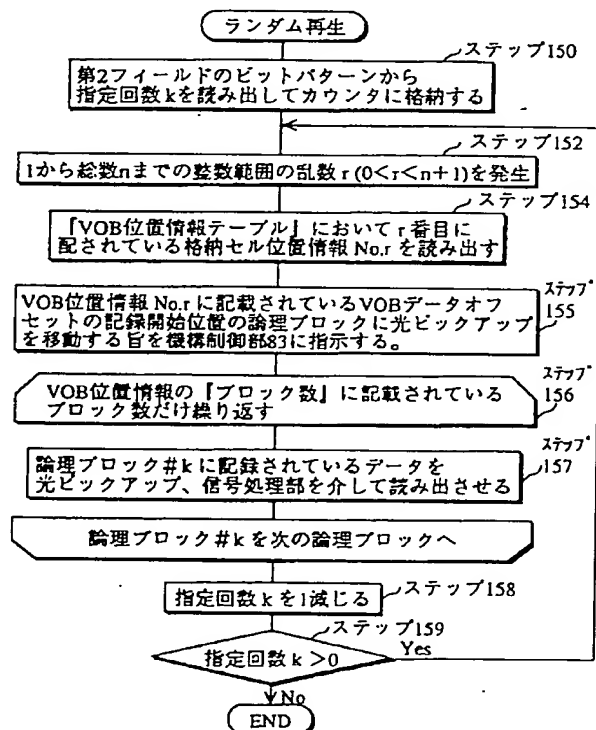 ランダム再生
ステップ150
第2フィールドのビットパターンから
指定回数kを読み出してカウンタに格納する
ステップ152
1から総数nまでの整数範囲の乱数 r (0<r<n+1)を発生
ステップ154
『VOB位置情報テーブル』において r 番目に
配されている格納セル位置情報 No.r を読み出す
ステップ
155
VOB位置情報 No.r に記載されているVOBデータオフ
セットの記録開始位置の論理ブロックに光ピックアップ
を移動する旨を機構制御部83に指示する。
ステップ
156
VOB位置情報の『ブロック数』に記載されている
ブロック数だけ繰り返す
ステップ
157
論理ブロック#kに記録されているデータを
光ピックアップ、信号処理部を介して読み出させる
論理ブロック#kを次の論理ブロックへ
ステップ158
指定回数 k を1減じる
ステップ159
指定回数 k >0
Yes
No
END